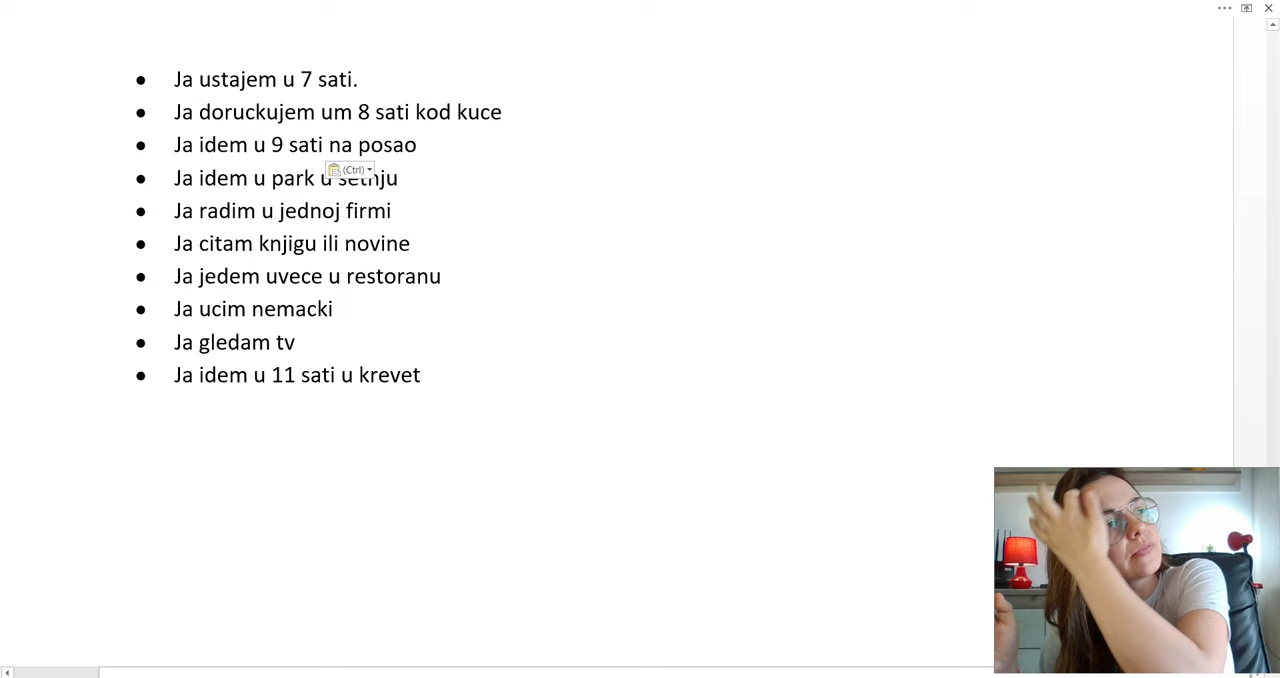 Ja ustajem u 7 sati.
Ja doruckujem um 8 sati kod kuce
Ja idem u 9 sati na posao
(Ctrl)
Ja idem u park u setnju
Ja radim u jednoj firmi
Ja citam knjigu ili novine
Ja jedem uvece u restoranu
Ja ucim nemacki
Ja gledam tv
Ja idem u 11 sati u krevet